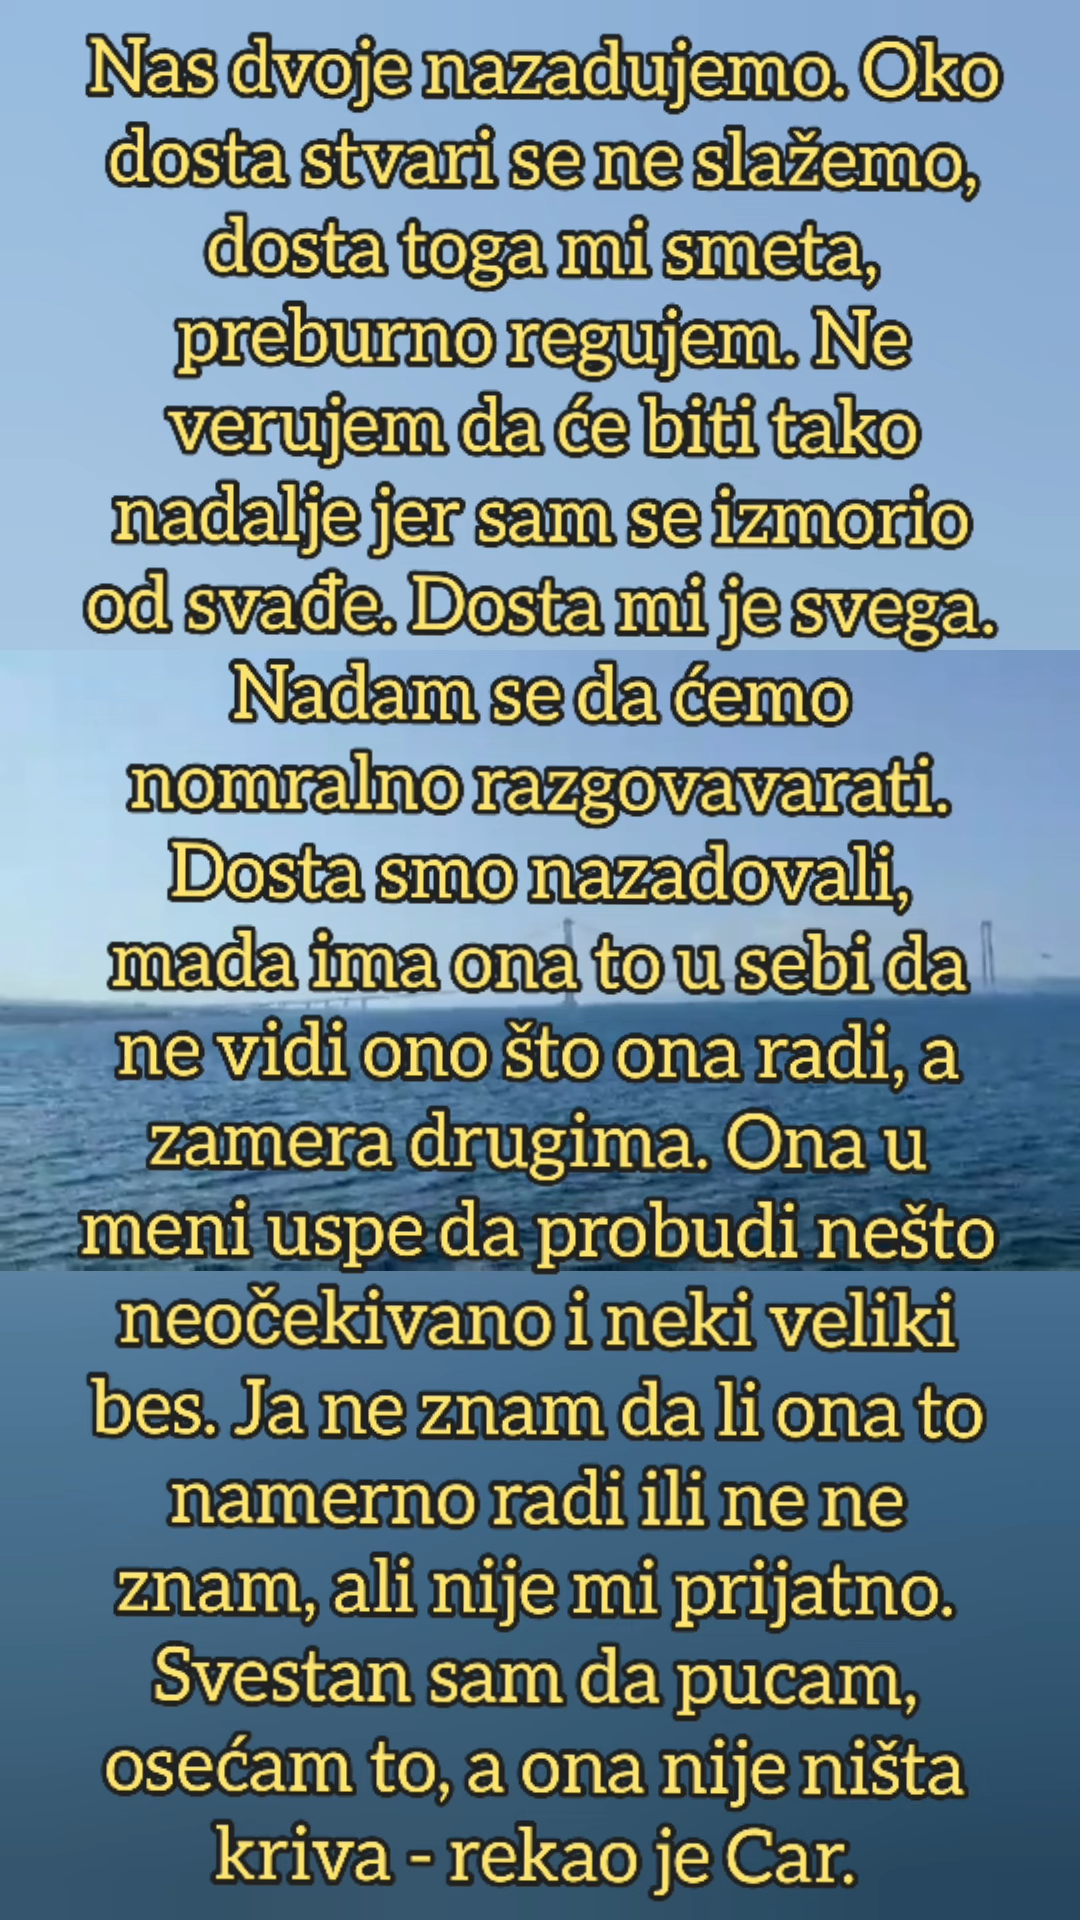 Nas dvoje nazadujemo. Oko
dosta stvari se ne slažemo,
dosta toga mi smeta,
preburno regujem. Ne
verujem da će biti tako
nadalje jer sam se izmorio
od svađe. Dosta mi je svega.
Nadam se da ćemo
nomralno razgovavarati.
Dosta smo nazadovali,
mada ima ona to u sebi da
ne vidi ono što ona radi, a
zamera drugima. Ona u
meni uspe da probudi nešto
neočekivano i neki veliki
bes. Ja ne znam da li ona to
namerno radi ili ne ne
znam, ali nije mi prijatno.
Svestan sam da pucam,
osećam to, a ona nije ništa
kriva - rekao je Car.